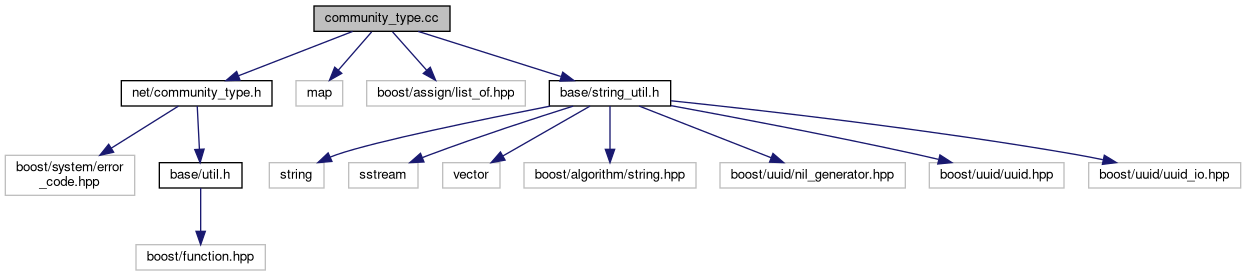 community_type.cc
net/community_type.h
map
boost/assign/list_of.hpp
base/string_util.h
boost/system/error
_code.hpp
base/util.h
string
sstream
vector
boost/algorithm/string.hpp
boost/uuid/nil_generator.hpp
boost/uuid/uuid.hpp
boost/uuid/uuid_io.hpp
boost/function.hpp